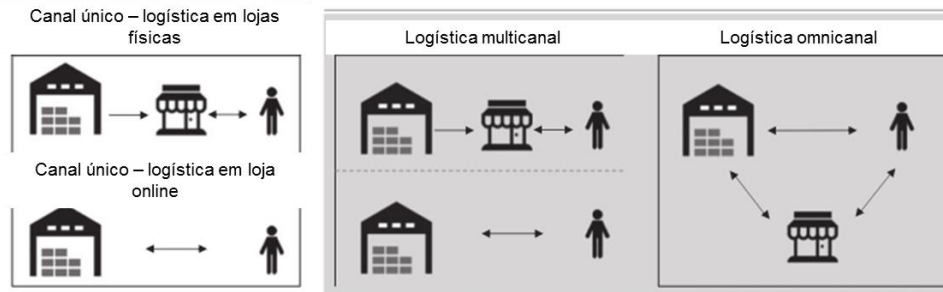 Canal único – logística em lojas
físicas
Logística multicanal
Logística omnicanal
Canal único – logística em loja
online